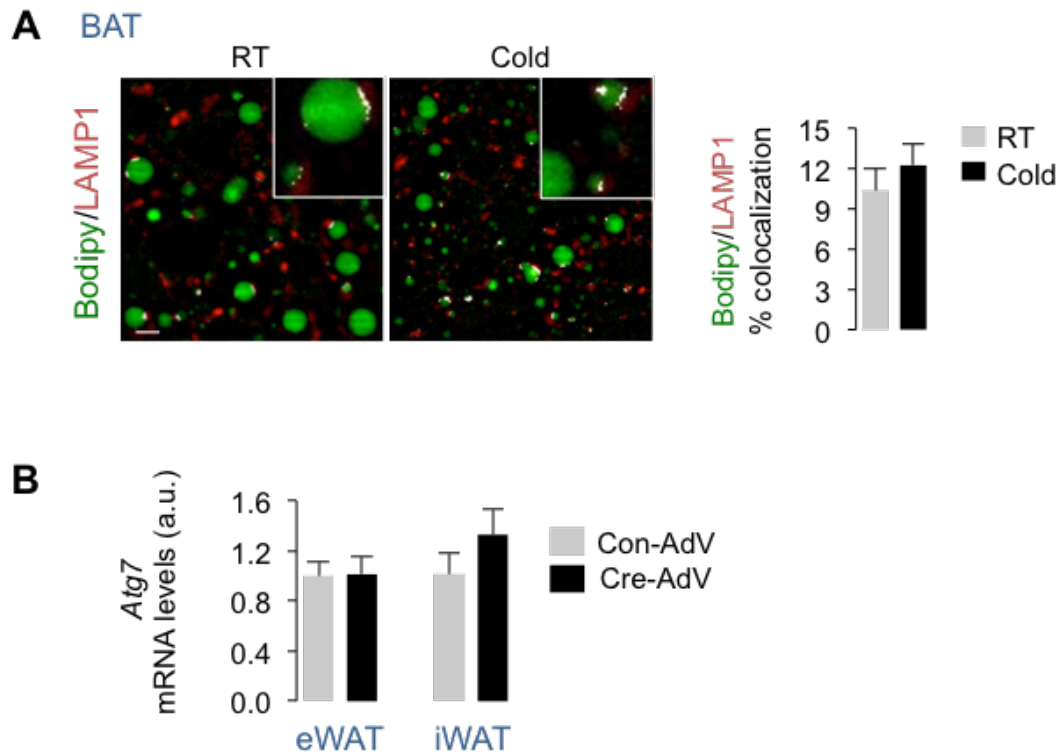 A
BAT
RT
Cold
Bodipy/LAMP1
Bodipy/LAMP1
% colocalization
15
12
9
6
3
0
RT
Cold
B
Atg7
mRNA levels (a.u.)
1.6
1.2
0.8
0.4
0.0
eWAT
iWAT
Con-AdV
Cre-AdV